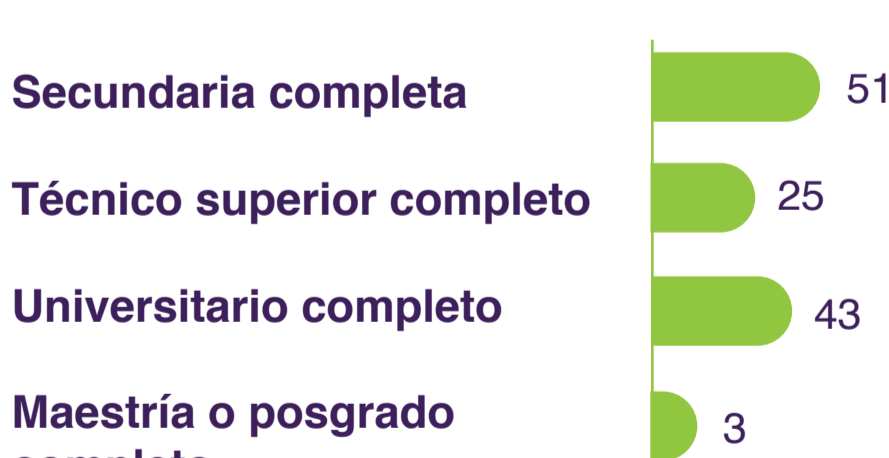 Secundaria completa 51
Técnico superior completo 25
Universitario completo 43
Maestría o posgrado 3